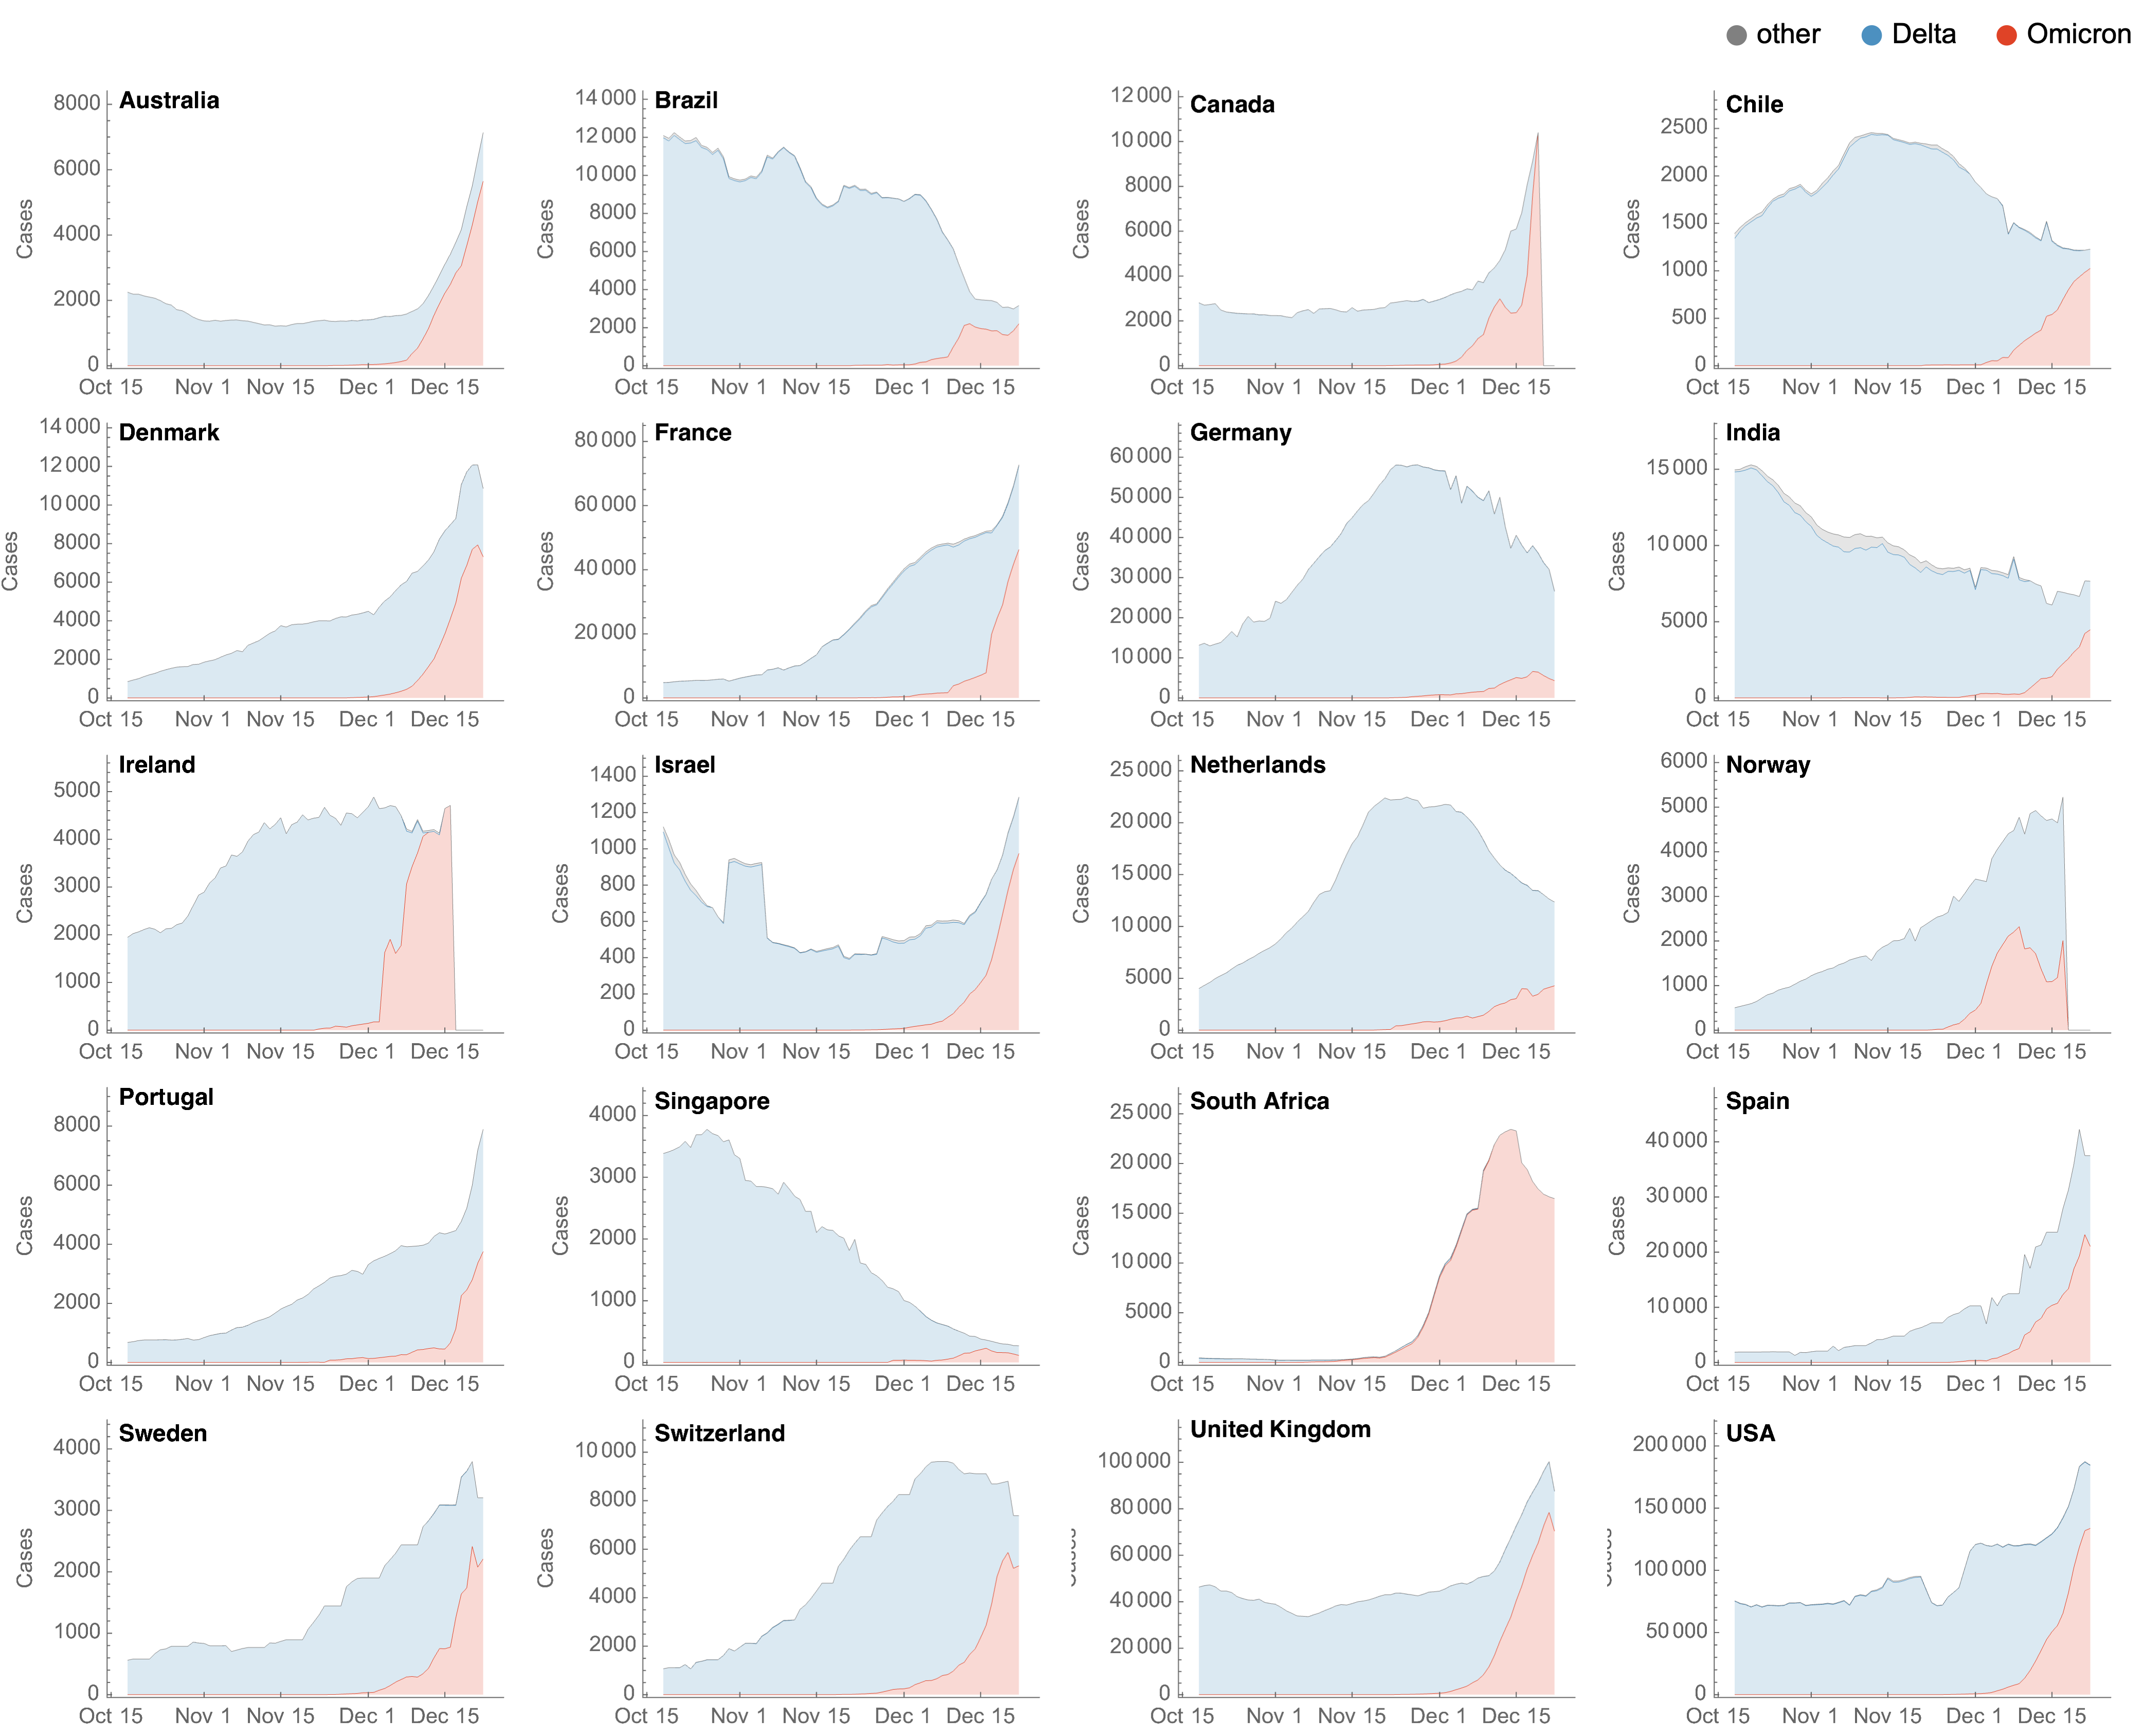 other Delta Omicron
Australia
Cases
8000
6000
4000
2000
0
Oct 15 Nov 1 Nov 15 Dec 1 Dec 15
Brazil
Cases
14 000
12 000
10 000
8000
6000
4000
2000
0
Oct 15 Nov 1 Nov 15 Dec 1 Dec 15
Canada
Cases
12 000
10 000
8000
6000
4000
2000
0
Oct 15 Nov 1 Nov 15 Dec 1 Dec 15
Chile
Cases
2500
2000
1500
1000
500
0
Oct 15 Nov 1 Nov 15 Dec 1 Dec 15
Denmark
Cases
14 000
12 000
10 000
8000
6000
4000
2000
0
Oct 15 Nov 1 Nov 15 Dec 1 Dec 15
France
Cases
80 000
60 000
40 000
20 000
0
Oct 15 Nov 1 Nov 15 Dec 1 Dec 15
Germany
Cases
60 000
50 000
40 000
30 000
20 000
10 000
0
Oct 15 Nov 1 Nov 15 Dec 1 Dec 15
India
Cases
15 000
10 000
5000
0
Oct 15 Nov 1 Nov 15 Dec 1 Dec 15
Ireland
Cases
5000
4000
3000
2000
1000
0
Oct 15 Nov 1 Nov 15 Dec 1 Dec 15
Israel
Cases
1400
1200
1000
800
600
400
200
0
Oct 15 Nov 1 Nov 15 Dec 1 Dec 15
Netherlands
Cases
25 000
20 000
15 000
10 000
5000
0
Oct 15 Nov 1 Nov 15 Dec 1 Dec 15
Norway
Cases
6000
5000
4000
3000
2000
1000
0
Oct 15 Nov 1 Nov 15 Dec 1 Dec 15
Portugal
Cases
8000
6000
4000
2000
0
Oct 15 Nov 1 Nov 15 Dec 1 Dec 15
Singapore
Cases
4000
3000
2000
1000
0
Oct 15 Nov 1 Nov 15 Dec 1 Dec 15
South Africa
Cases
25 000
20 000
15 000
10 000
5000
0
Oct 15 Nov 1 Nov 15 Dec 1 Dec 15
Spain
Cases
40 000
30 000
20 000
10 000
0
Oct 15 Nov 1 Nov 15 Dec 1 Dec 15
Sweden
Cases
4000
3000
2000
1000
0
Oct 15 Nov 1 Nov 15 Dec 1 Dec 15
Switzerland
Cases
10 000
8000
6000
4000
2000
0
Oct 15 Nov 1 Nov 15 Dec 1 Dec 15
United Kingdom
Cases
100 000
80 000
60 000
40 000
20 000
0
Oct 15 Nov 1 Nov 15 Dec 1 Dec 15
USA
Cases
200 000
150 000
100 000
50 000
0
Oct 15 Nov 1 Nov 15 Dec 1 Dec 15